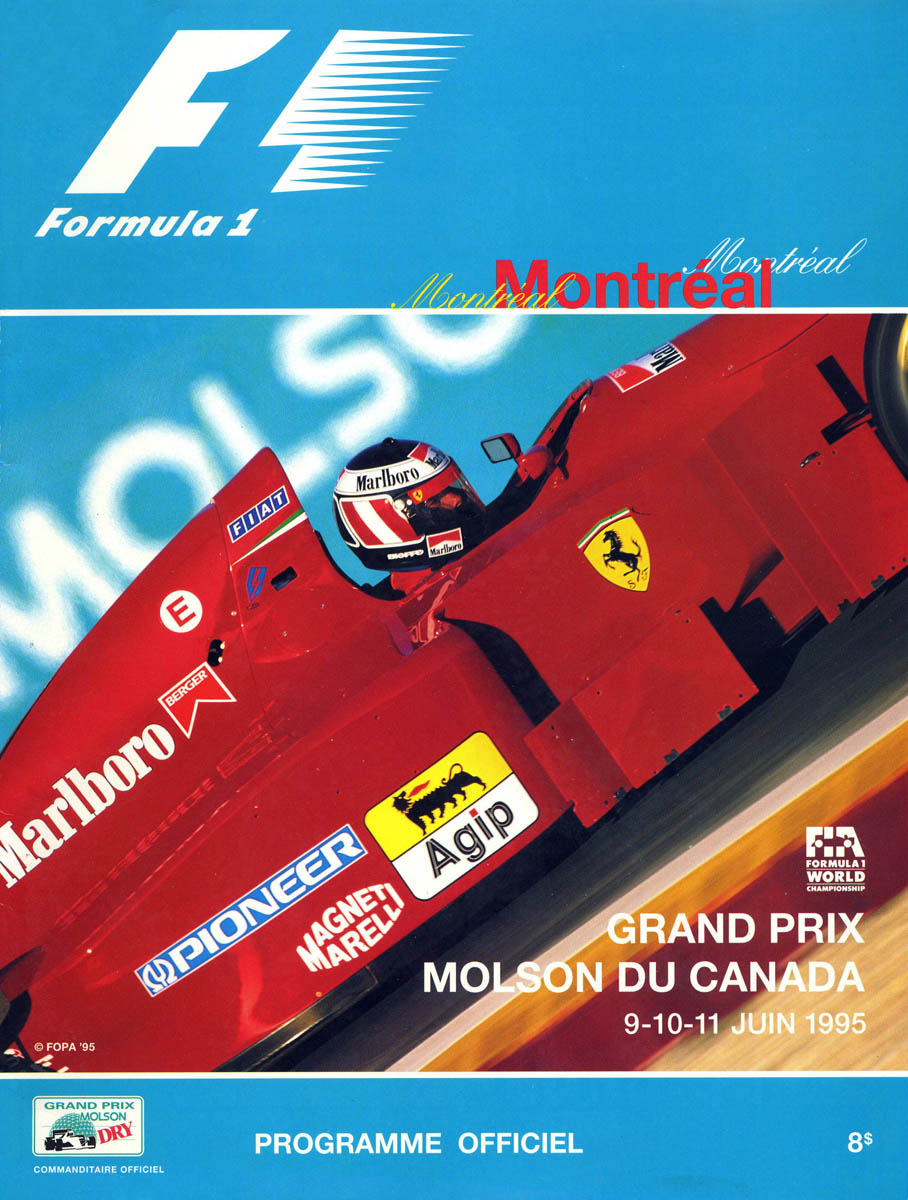 F1
Formula 1
Montréal
Montréal
Montréal
MOLSO
Marlboro
Marlboro
BIOFFE
FIAT
E
BERGER
Marlboro
S F
Agip
PIONEER
MAGNETI
MARELLI
FIA
FORMULA 1
WORLD
CHAMPIONSHIP
GRAND PRIX
MOLSON DU CANADA
9-10-11 JUIN 1995
© FOPA '95
GRAND PRIX
MOLSON
DRY
COMMANDITAIRE OFFICIEL
PROGRAMME OFFICIEL
8$